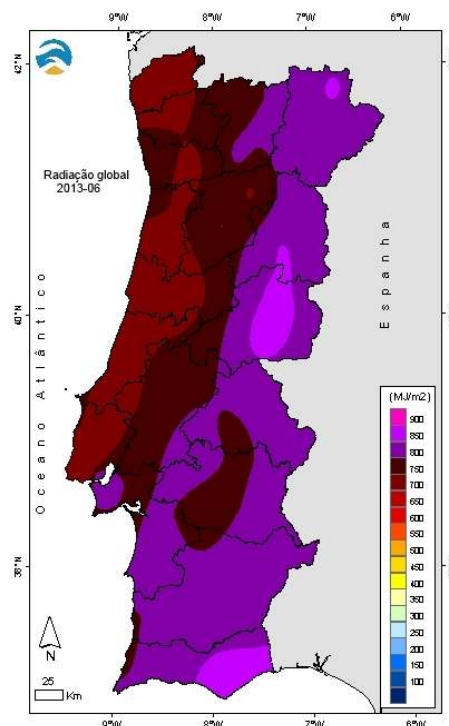 9°W 8°W 7°W 6°W
42°N
Radiação global
2013-06
Espanha
40°N
Oceano Atlântico
(MJ/m2)
900
850
800
750
700
650
600
550
500
450
400
350
300
250
200
150
100
38°N
N
25
Km
9°W 8°W 7°W 6°W